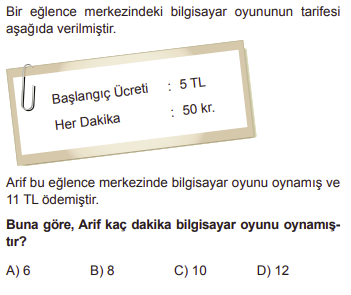 Bir eğlence merkezindeki bilgisayar oyununun tarifesi
aşağıda verilmiştir.
Başlangıç Ücreti : 5 TL
Her Dakika : 50 kr.
Arif bu eğlence merkezinde bilgisayar oyunu oynamış ve
11 TL ödemiştir.
Buna göre, Arif kaç dakika bilgisayar oyunu oynamış-
tır?
A) 6 B) 8 C) 10 D) 12